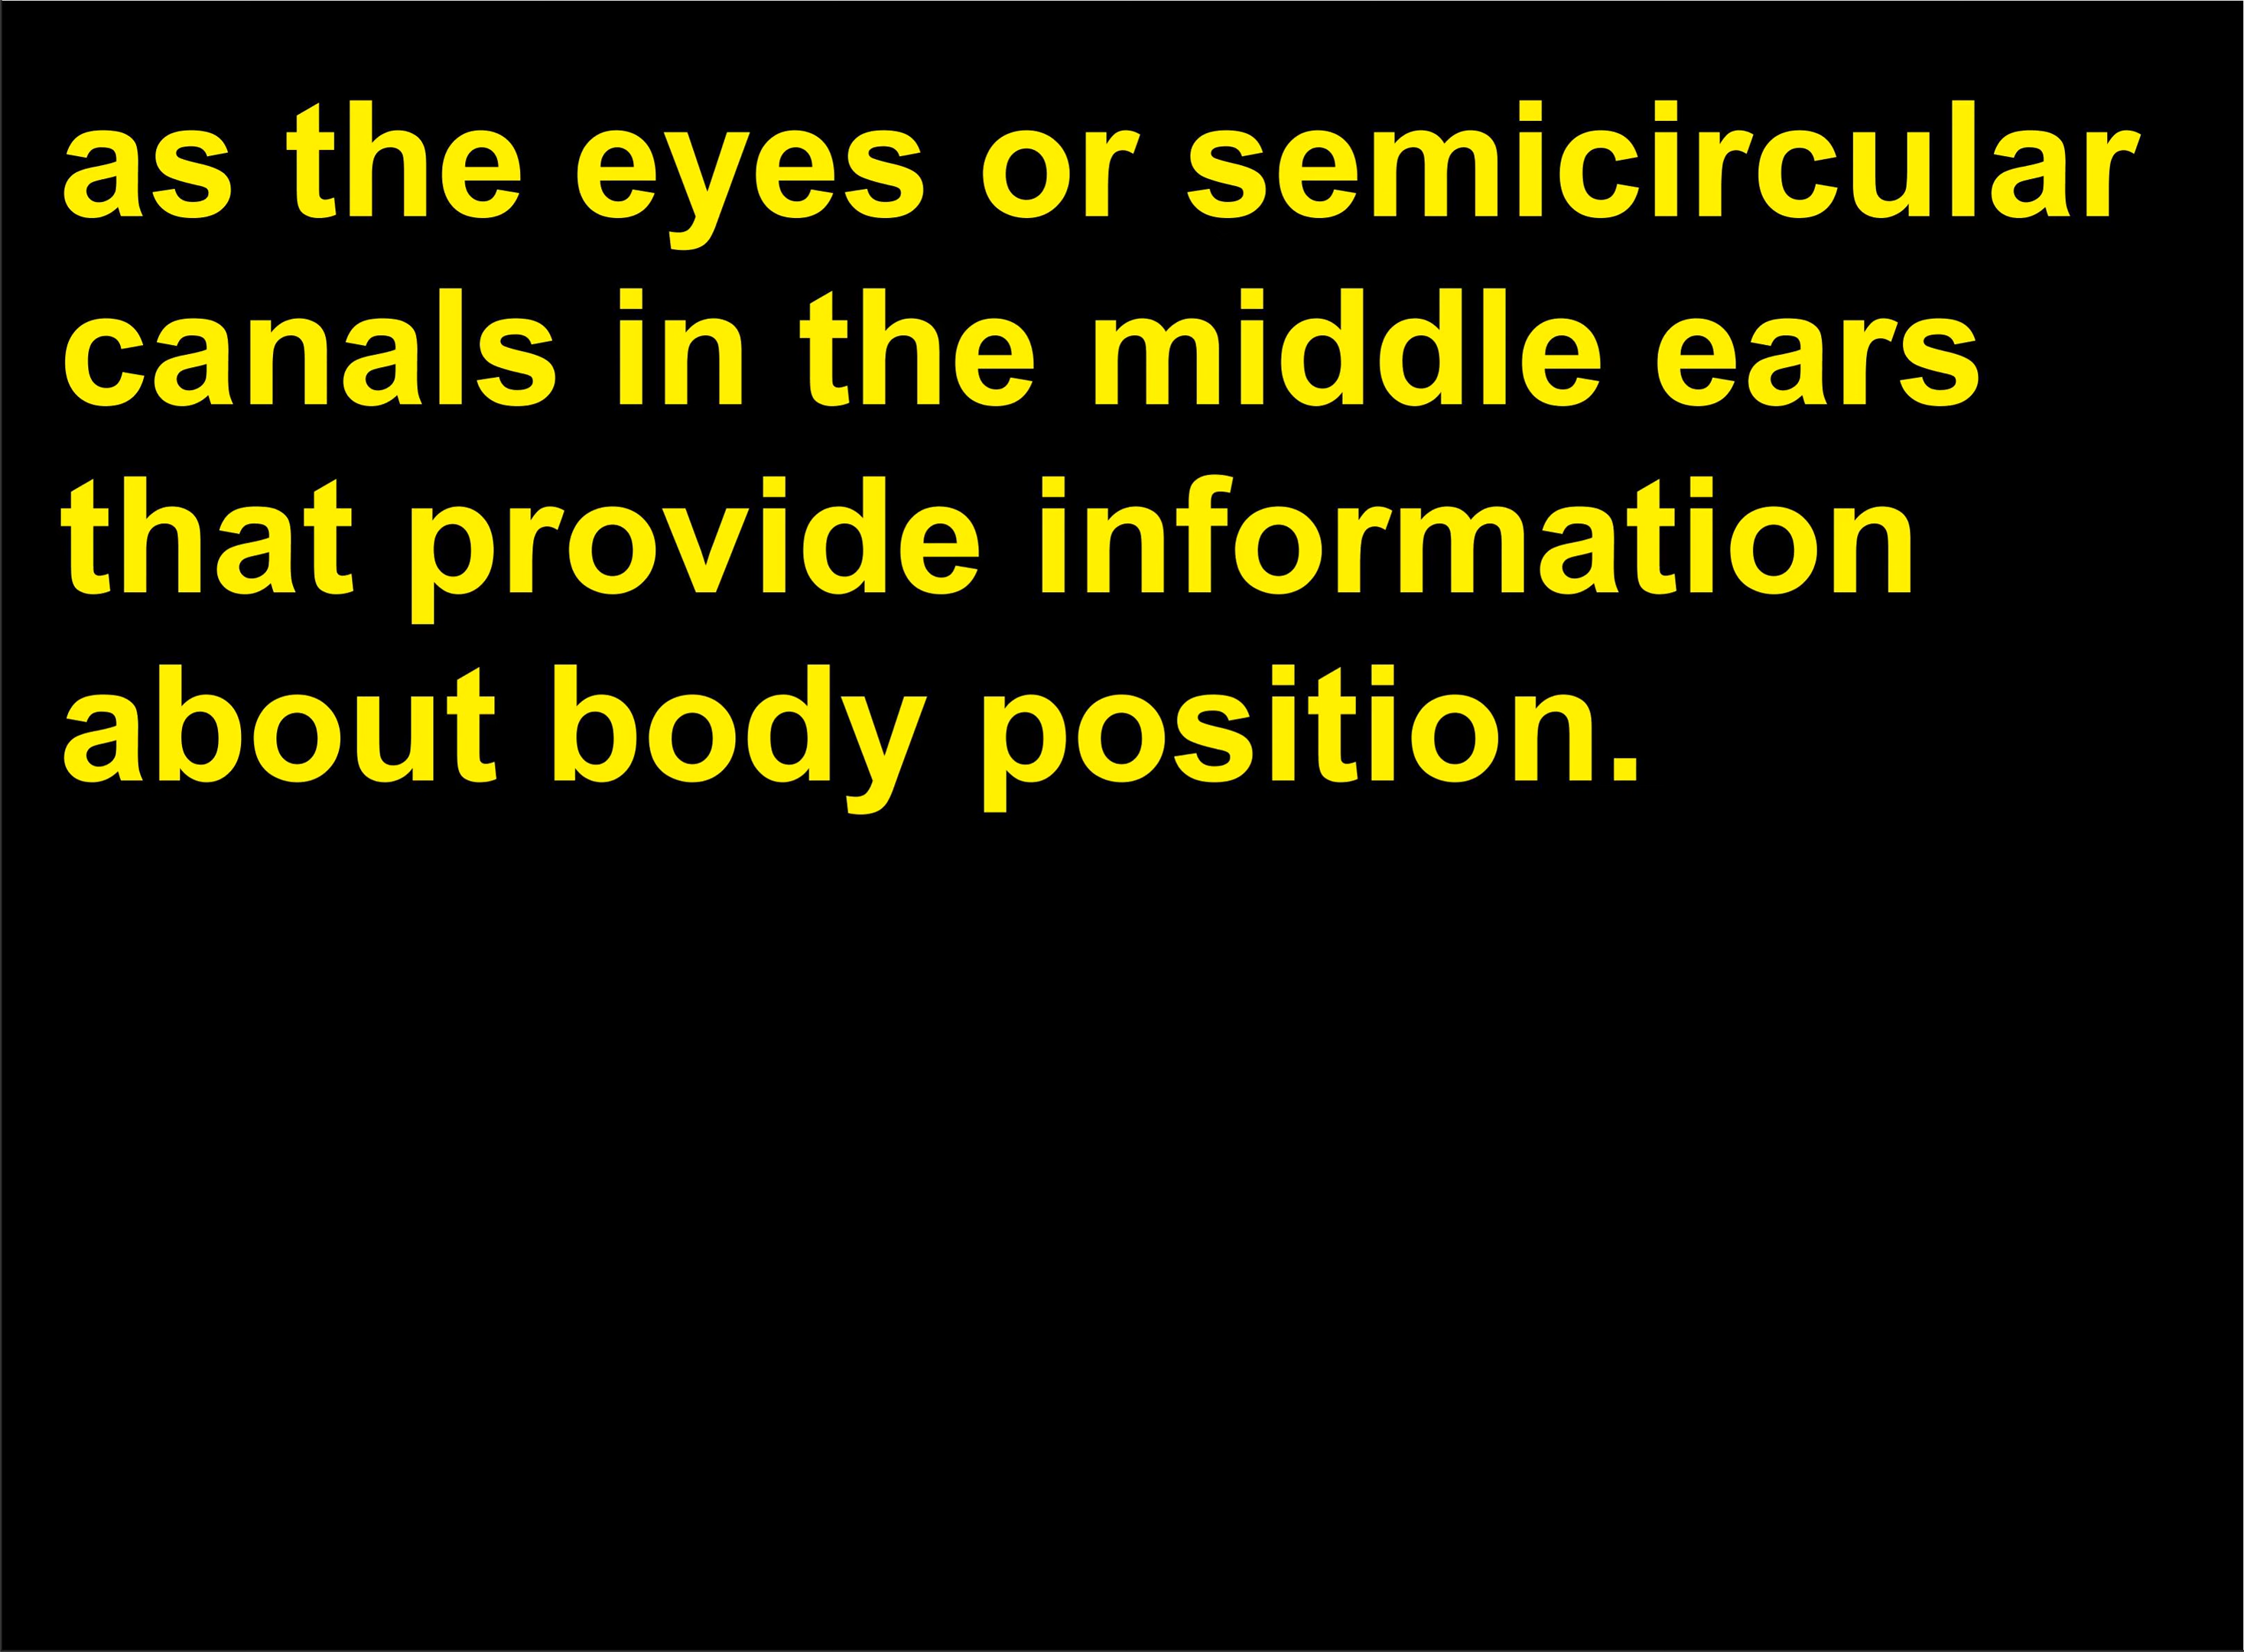 as the eyes or semicircular
canals in the middle ears
that provide information
about body position.